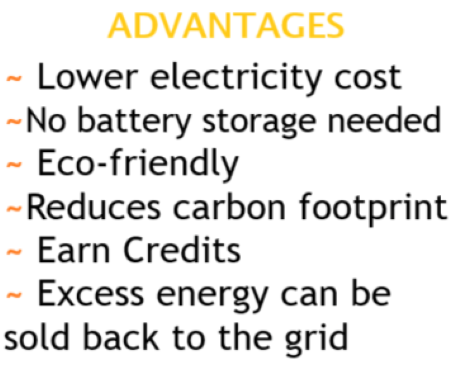 ADVANTAGES
~ Lower electricity cost
~No battery storage needed
~ Eco-friendly
~Reduces carbon footprint
~ Earn Credits
~ Excess energy can be
sold back to the grid